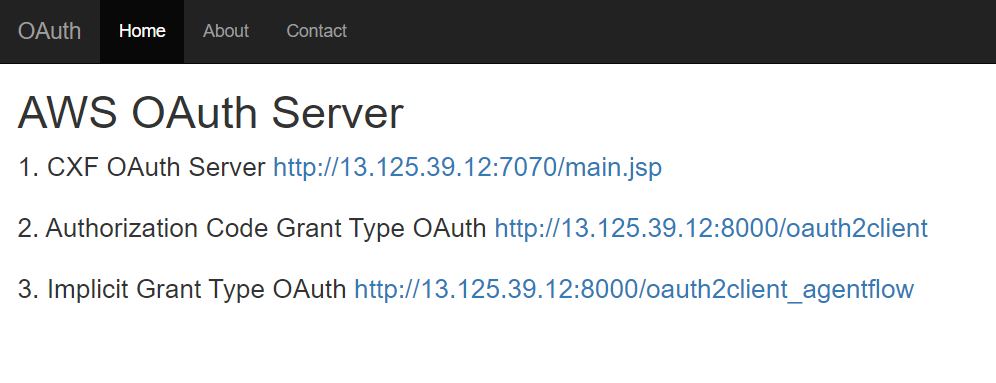 OAuth Home About Contact
AWS OAuth Server
1. CXF OAuth Server http://13.125.39.12:7070/main.jsp
2. Authorization Code Grant Type OAuth http://13.125.39.12:8000/oauth2client
3. Implicit Grant Type OAuth http://13.125.39.12:8000/oauth2client_agentflow